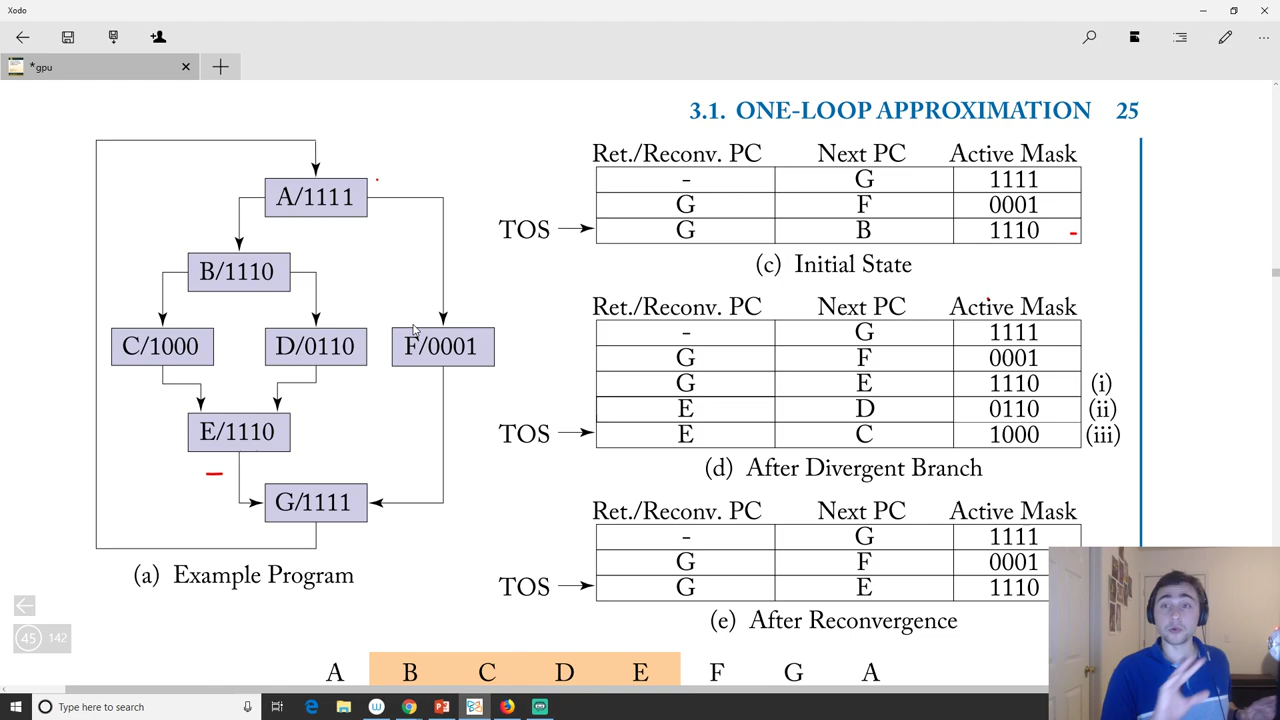 Xodo
*gpu
3.1. ONE-LOOP APPROXIMATION 25
A/1111
B/1110
C/1000 D/0110 F/0001
E/1110
G/1111
(a) Example Program
Ret./Reconv. PC Next PC Active Mask
- G 1111
G F 0001
TOS G B 1110
(c) Initial State
Ret./Reconv. PC Next PC Active Mask
- G 1111
G F 0001
G E 1110 (i)
E D 0110 (ii)
TOS E C 1000 (iii)
(d) After Divergent Branch
Ret./Reconv. PC Next PC Active Mask
- G 1111
G F 0001
TOS G E 1110
(e) After Reconvergence
45 142
A B C D E F G A
Type here to search